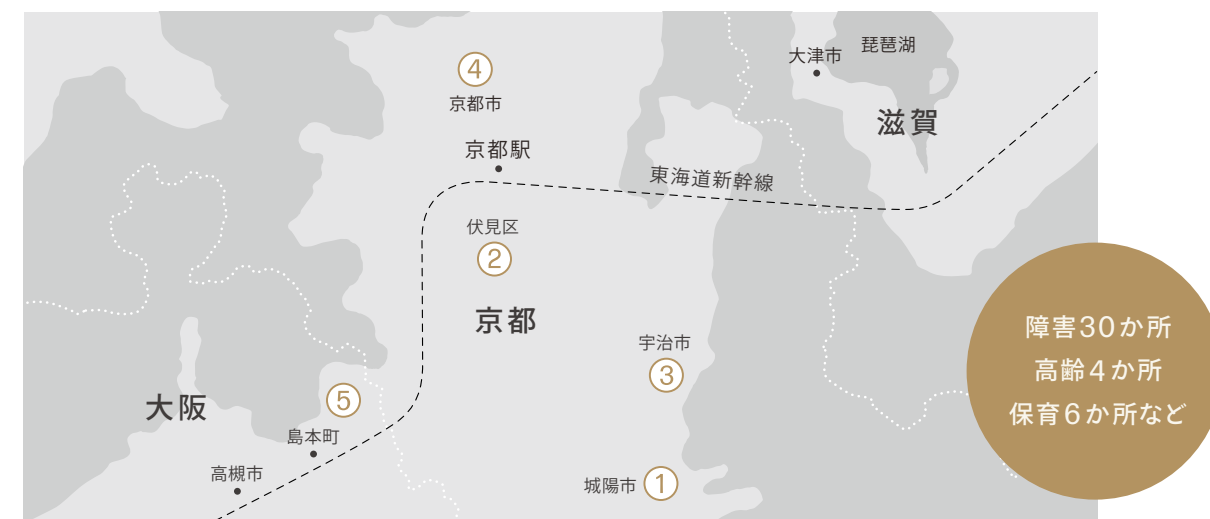 ④
京都市
大津市
琵琶湖
滋賀
京都駅
東海道新幹線
伏見区
②
京都
宇治市
③
障害30か所
高齢4か所
保育6か所など
大阪
⑤
島本町
高槻市
城陽市 ①